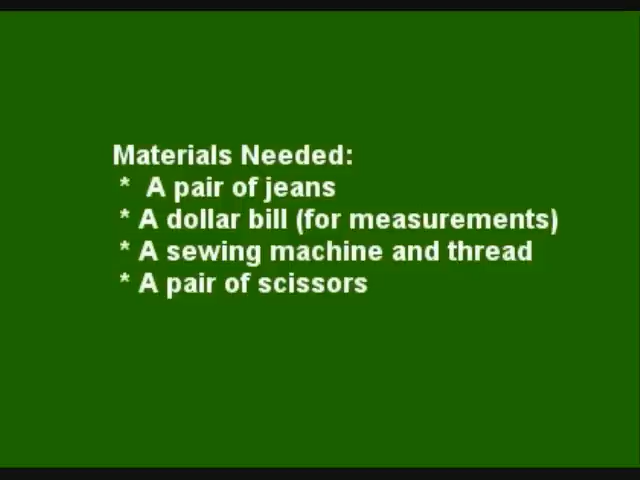 Materials Needed:
* A pair of jeans
* A dollar bill (for measurements)
* A sewing machine and thread
* A pair of scissors